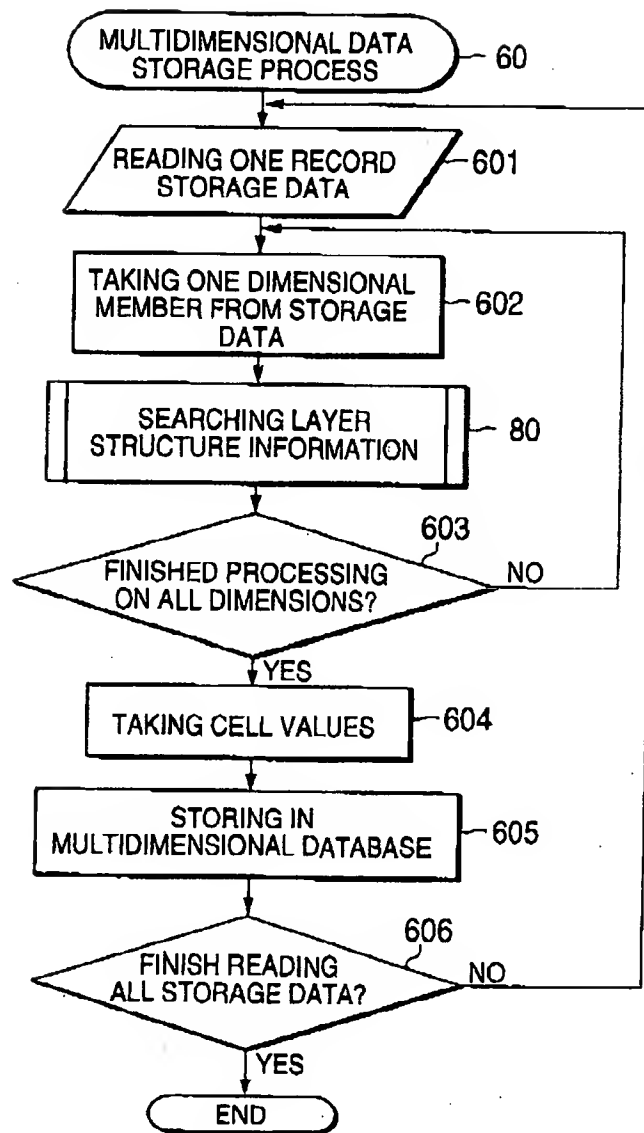 MULTIDIMENSIONAL DATA
STORAGE PROCESS
60
READING ONE RECORD
STORAGE DATA
601
TAKING ONE DIMENSIONAL
MEMBER FROM STORAGE
DATA
602
SEARCHING LAYER
STRUCTURE INFORMATION
80
603
FINISHED PROCESSING
ON ALL DIMENSIONS?
NO
YES
TAKING CELL VALUES
604
STORING IN
MULTIDIMENSIONAL DATABASE
605
606
FINISH READING
ALL STORAGE DATA?
NO
YES
END